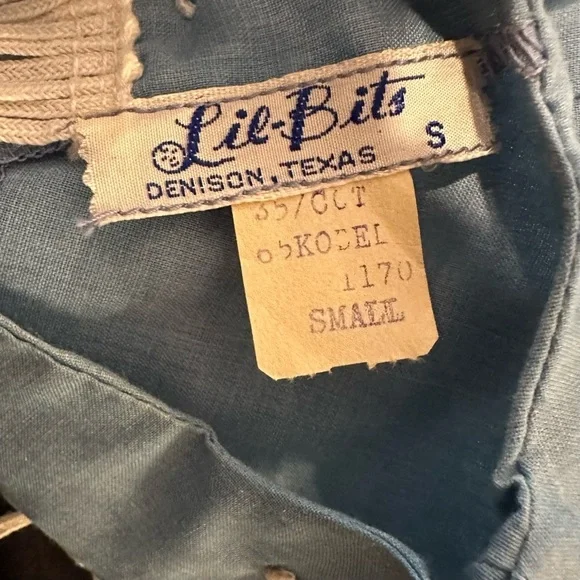 Lil-Bits S
DENISON, TEXAS
35/COT
65KODEL
1170
SMALL